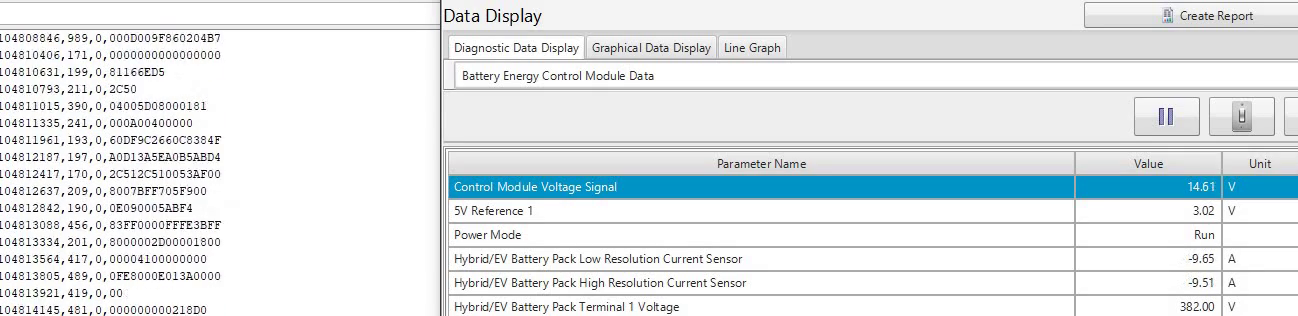 104808846,989,0,000D009F860204B7
104810406,171,0,0000000000000000
104810631,199,0,81166ED5
104810793,211,0,2C50
104811015,390,0,04005D08000181
104811335,241,0,000A00400000
104811961,193,0,60DF9C2660C8384F
104812187,197,0,A0D13A5EA0B5ABD4
104812417,170,0,2C512C510053AF00
104812637,209,0,8007BFF705F900
104812842,190,0,0E090005ABF4
104813088,456,0,83FF0000FFFE3BFF
104813334,201,0,8000002D00001800
104813564,417,0,00004100000000
104813805,489,0,0FE8000E013A0000
104813921,419,0,00
104814145,481,0,000000000218D0
Data Display
Create Report
Diagnostic Data Display Graphical Data Display Line Graph
Battery Energy Control Module Data
Parameter Name Value Unit
Control Module Voltage Signal 14.61 V
5V Reference 1 3.02 V
Power Mode Run
Hybrid/EV Battery Pack Low Resolution Current Sensor -9.65 A
Hybrid/EV Battery Pack High Resolution Current Sensor -9.51 A
Hybrid/EV Battery Pack Terminal 1 Voltage 382.00 V